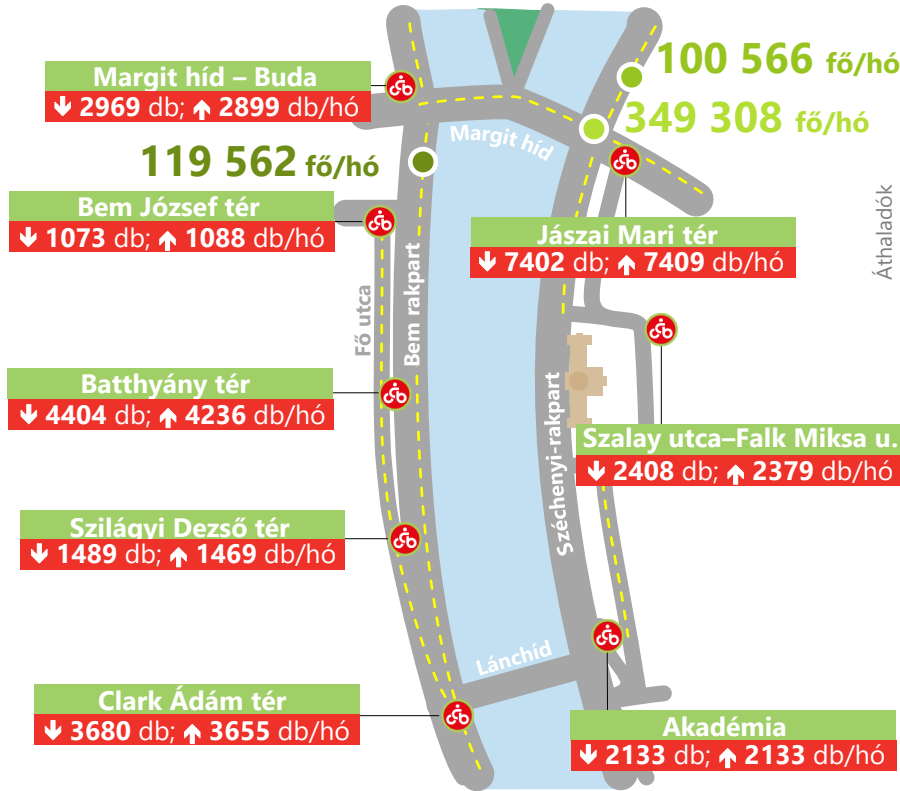 100 566 fő/hó
Margit híd – Buda
↓ 2969 db; ↑ 2899 db/hó
349 308 fő/hó
Margit híd
119 562 fő/hó
Bem József tér
↓ 1073 db; ↑ 1088 db/hó
Jászai Mari tér
↓ 7402 db; ↑ 7409 db/hó
Áthaladók
Fő utca
Bem rakpart
Batthyány tér
↓ 4404 db; ↑ 4236 db/hó
Széchenyi-rakpart
Szalay utca–Falk Miksa u.
↓ 2408 db; ↑ 2379 db/hó
Szilágyi Dezső tér
↓ 1489 db; ↑ 1469 db/hó
Lánchíd
Clark Ádám tér
↓ 3680 db; ↑ 3655 db/hó
Akadémia
↓ 2133 db; ↑ 2133 db/hó